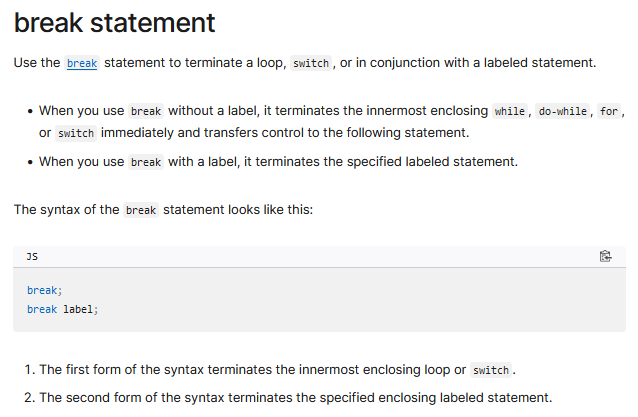 break statement
Use the break statement to terminate a loop, switch, or in conjunction with a labeled statement.
• When you use break without a label, it terminates the innermost enclosing while, do-while, for,
or switch immediately and transfers control to the following statement.
• When you use break with a label, it terminates the specified labeled statement.
The syntax of the break statement looks like this:
JS
break;
break label;
1. The first form of the syntax terminates the innermost enclosing loop or switch.
2. The second form of the syntax terminates the specified enclosing labeled statement.